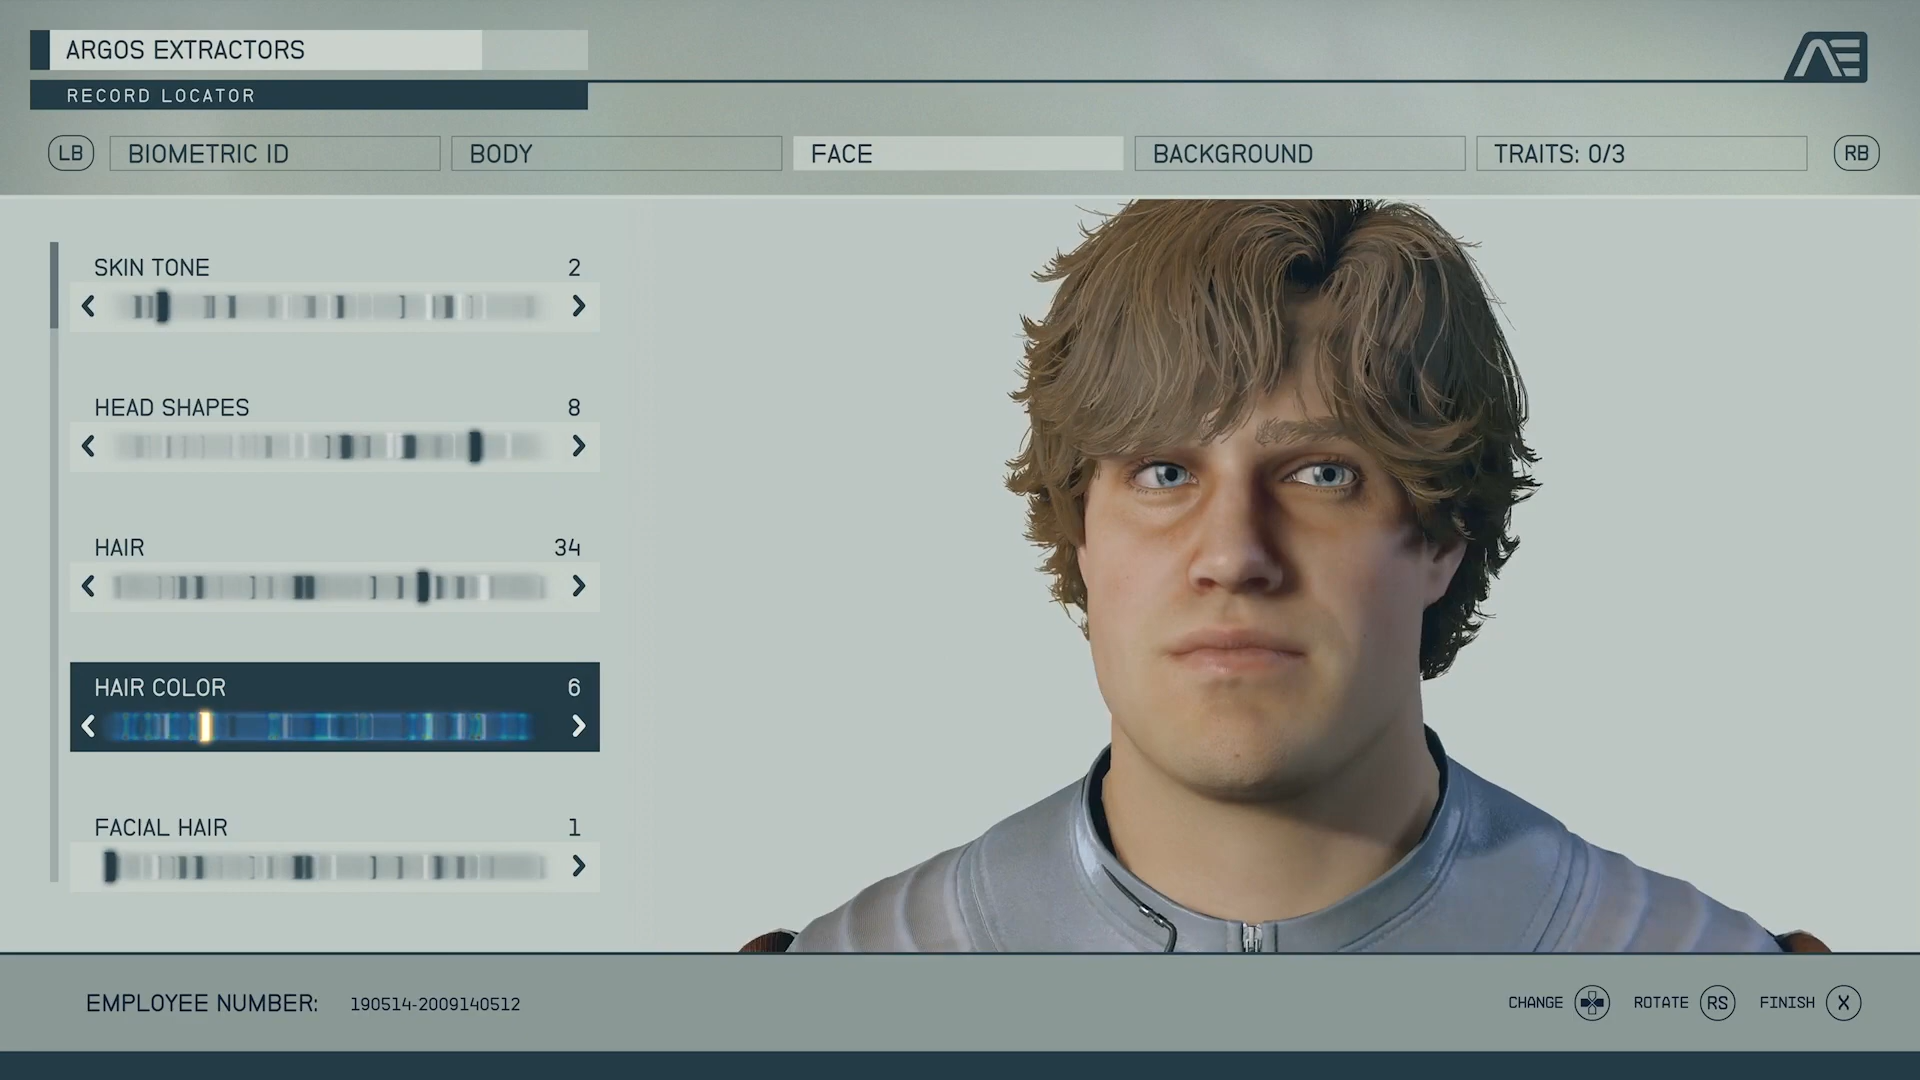 ARGOS EXTRACTORS
RECORD LOCATOR
LB BIOMETRIC ID BODY FACE BACKGROUND TRAITS: 0/3 RB
SKIN TONE 2
HEAD SHAPES 8
HAIR 34
HAIR COLOR 6
FACIAL HAIR 1
EMPLOYEE NUMBER: 190514-2009140512
CHANGE ROTATE RS FINISH X